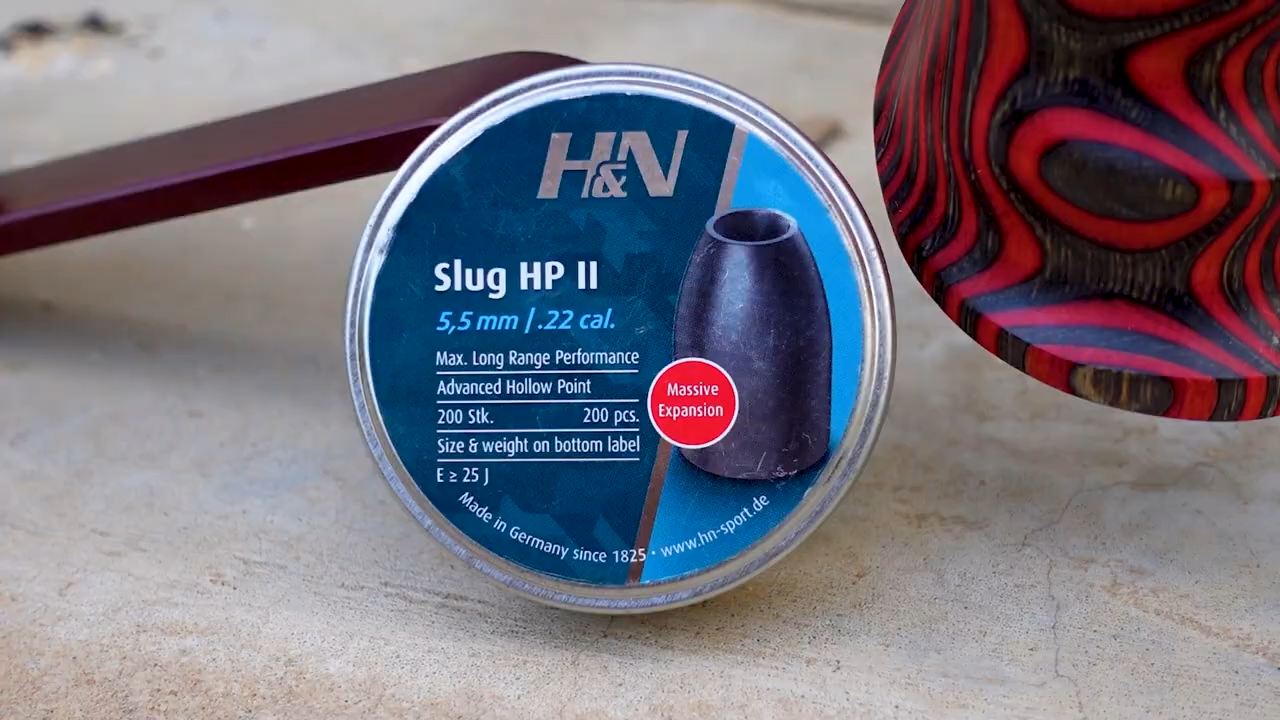 H&N
Slug HP II
5,5 mm / .22 cal.
Max. Long Range Performance
Advanced Hollow Point
200 Stk. 200 pcs.
Size & weight on bottom label
E ≥ 25 J
Massive
Expansion
Made in Germany since 1825 · www.hn-sport.de